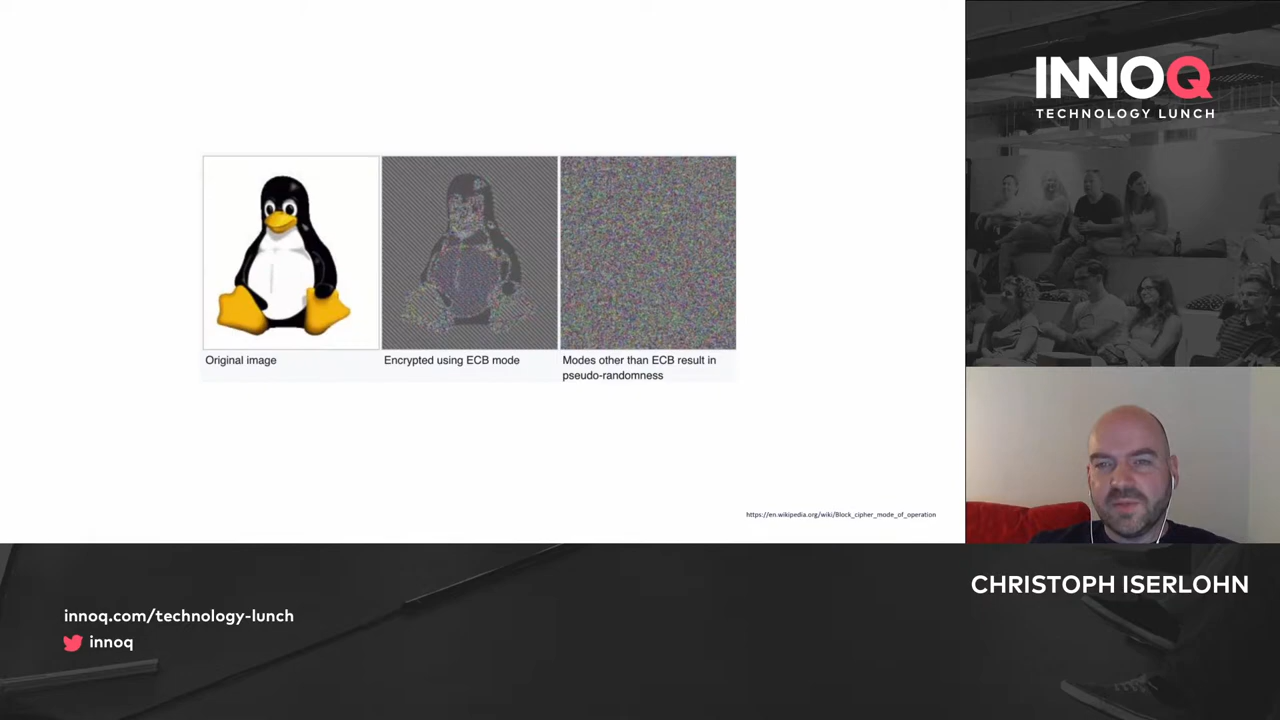 INNOQ
TECHNOLOGY LUNCH
Original image
Encrypted using ECB mode
Modes other than ECB result in
pseudo-randomness
https://en.wikipedia.org/wiki/Block_cipher_mode_of_operation
CHRISTOPH ISERLOHN
innoq.com/technology-lunch
innoq